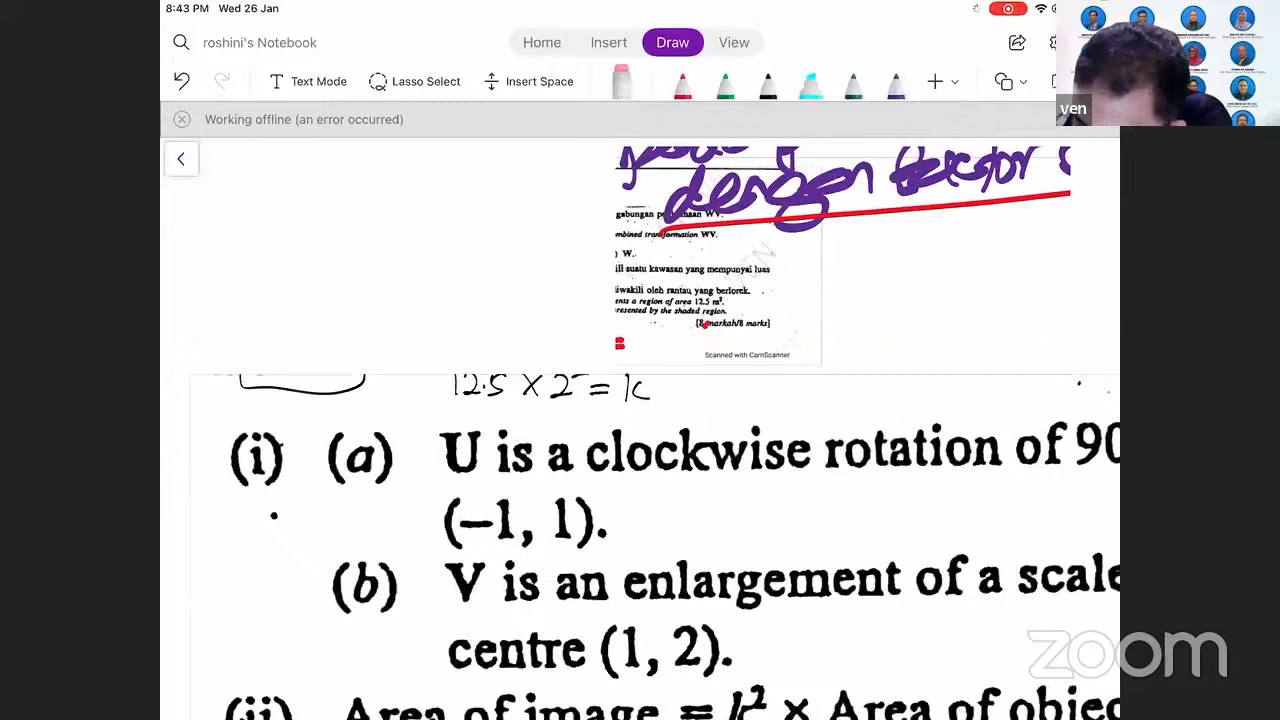 8:43 PM Wed 26 Jan
roshini's Notebook
Home Insert Draw View
Text Mode Lasso Select Insert Space
ven
Working offline (an error occurred)
dengan
gabungan WV.
mbined transformation WV.
) W.
ill suatu kawasan yang mempunyai luas
iwakili oleh rantau yang berlorek.
ents a region of area 12.5 m².
resented by the shaded region.
[8 markah/8 marks]
B
Scanned with CamScanner
12.5 × 2² = k
(i) (a) U is a clockwise rotation of 90
(–1, 1).
(b) V is an enlargement of a scale
centre (1, 2).
(ii) Area of image = k² × Area of objec
zoom